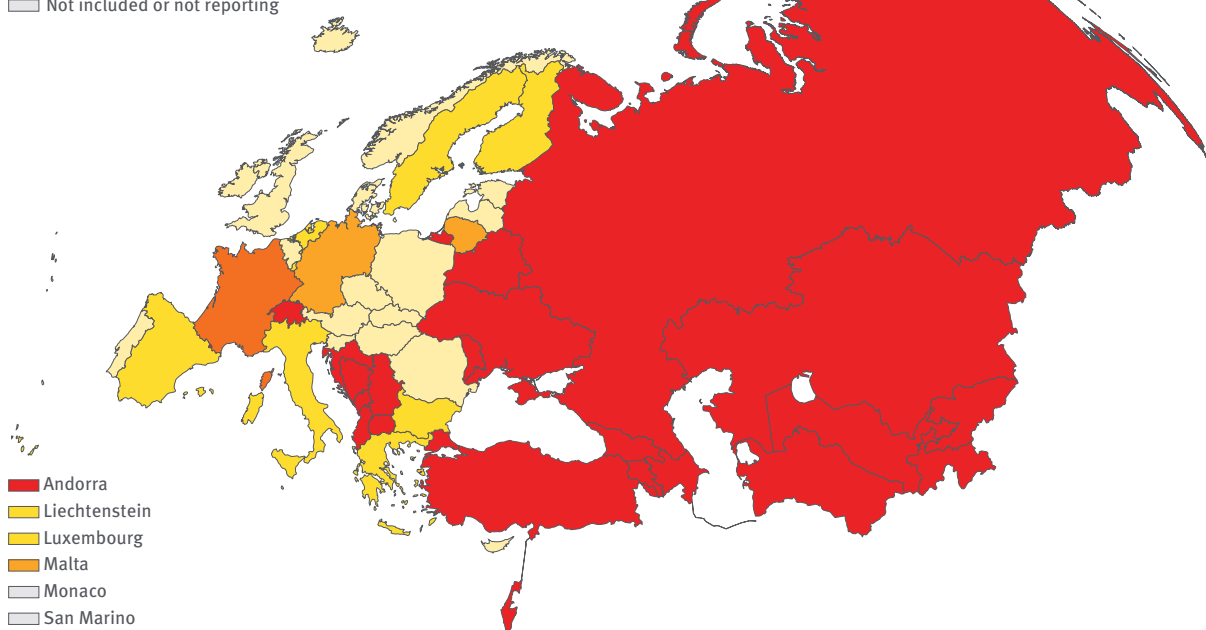 Not included or not reporting
Andorra
Liechtenstein
Luxembourg
Malta
Monaco
San Marino